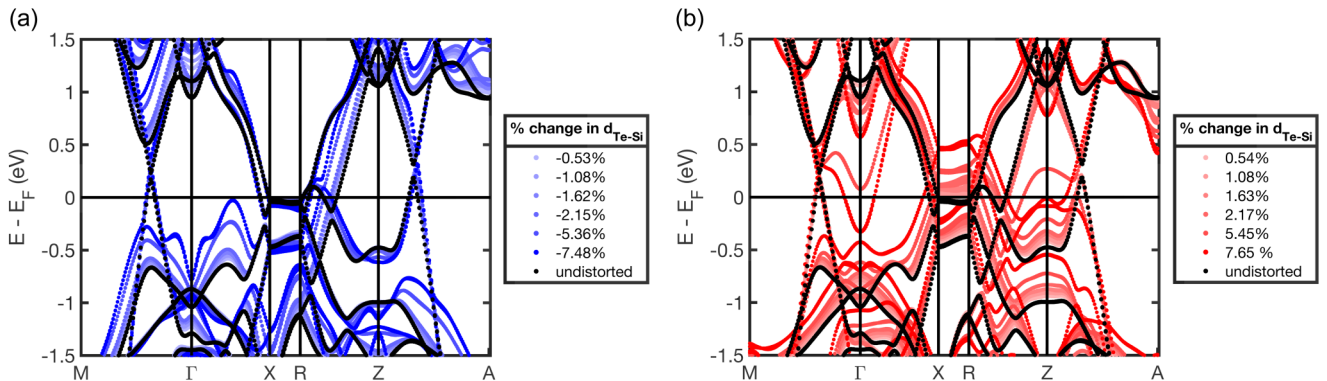 (a)
E - E_F (eV)
1.5
1
0.5
0
-0.5
-1
-1.5
M Γ X R Z A
% change in d_Te-Si
-0.53%
-1.08%
-1.62%
-2.15%
-5.36%
-7.48%
undistorted
(b)
E - E_F (eV)
1.5
1
0.5
0
-0.5
-1
-1.5
M Γ X R Z A
% change in d_Te-Si
0.54%
1.08%
1.63%
2.17%
5.45%
7.65 %
undistorted